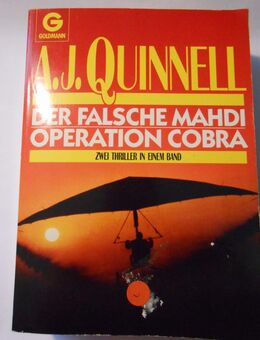 G
GOLDMANN
A.J. QUINNELL
DER FALSCHE MAHDI
OPERATION COBRA
ZWEI THRILLER IN EINEM BAND